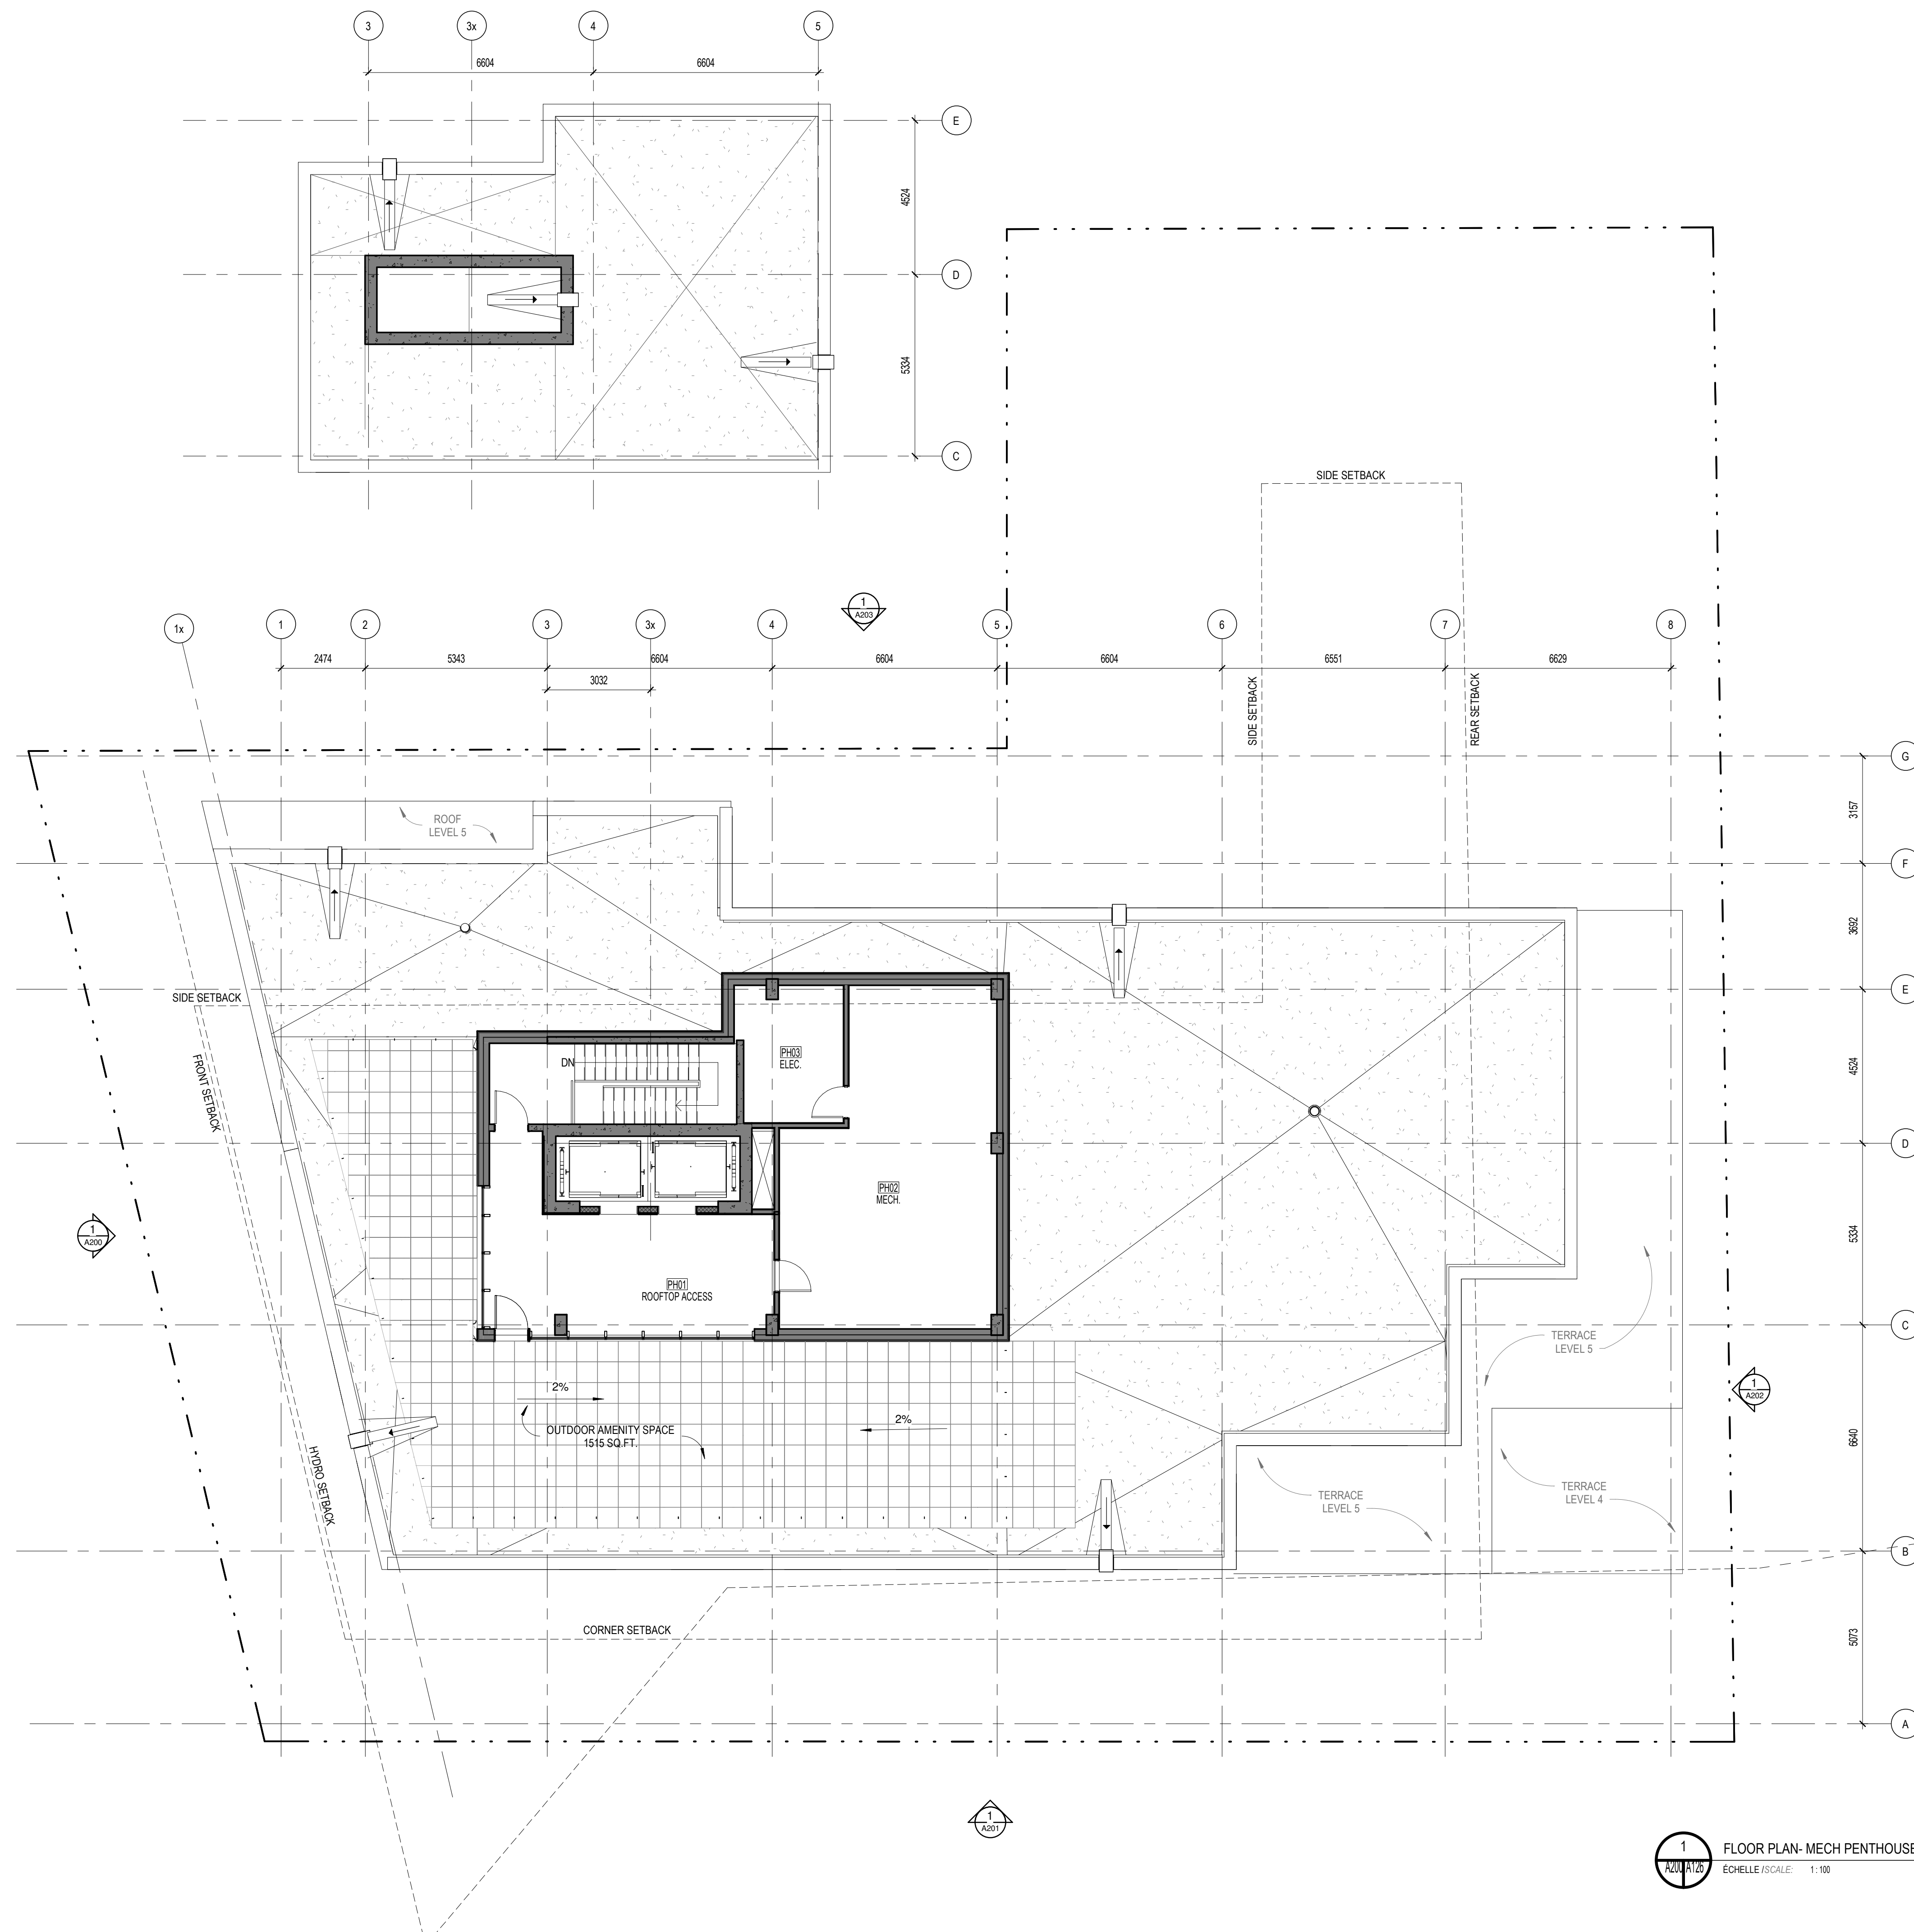 3
3x
4
5
6604
6604
E
4524
D
5334
C
SIDE SETBACK
1
A203
1x
1
2
3
3x
4
5
6
7
8
2474
5343
6604
6604
6604
6551
6629
3032
SIDE SETBACK
REAR SETBACK
G
3157
ROOF
LEVEL 5
F
3692
SIDE SETBACK
E
FRONT SETBACK
DN
PH03
ELEC.
4524
D
PH02
MECH.
1
A200
5334
PH01
ROOFTOP ACCESS
C
TERRACE
LEVEL 5
2%
1
A202
2%
OUTDOOR AMENITY SPACE
1515 SQ.FT.
6640
HYDRO SETBACK
TERRACE
LEVEL 5
TERRACE
LEVEL 4
B
CORNER SETBACK
5073
A
1
A201
1
A200 A126
FLOOR PLAN- MECH PENTHOUSE
ÉCHELLE /SCALE: 1 : 100